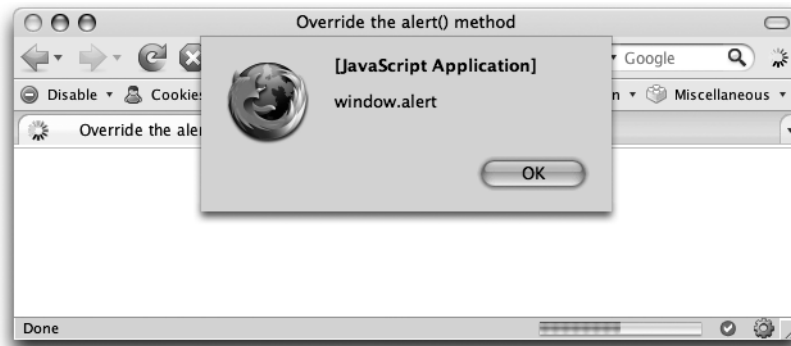 Override the alert() method
Google
Disable
Cookies
Miscellaneous
Override the aler
[JavaScript Application]
window.alert
OK
Done